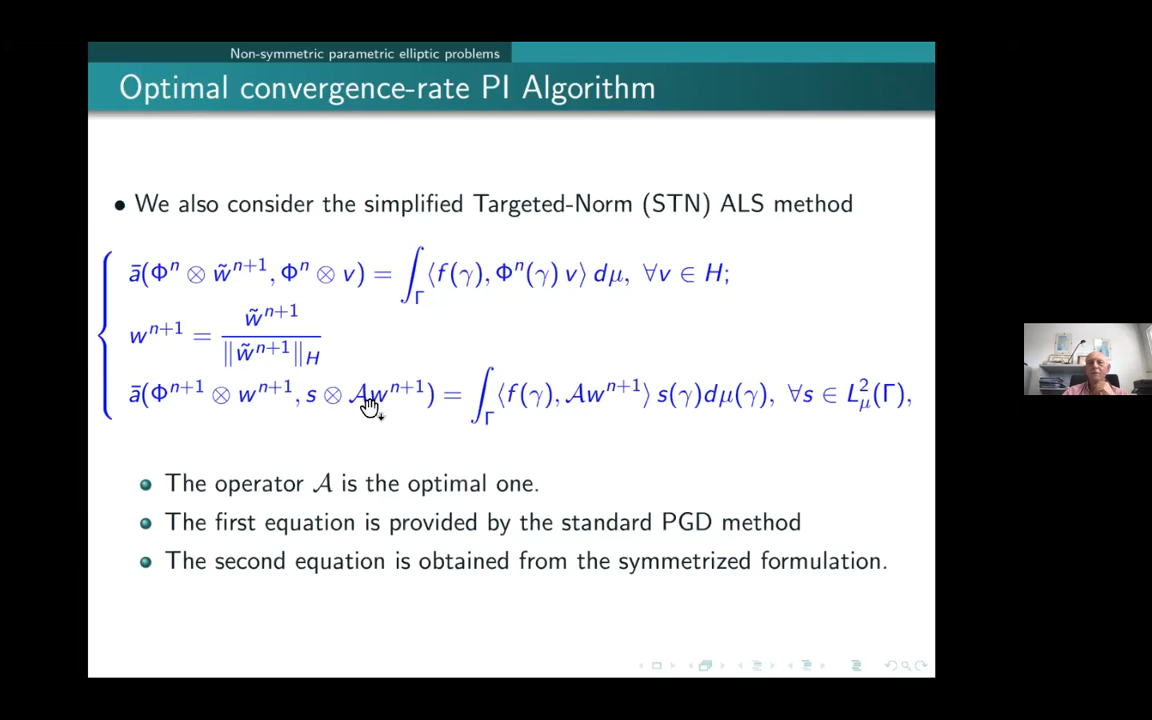 Non-symmetric parametric elliptic problems
Optimal convergence-rate PI Algorithm
• We also consider the simplified Targeted-Norm (STN) ALS method
ā(Φⁿ ⊗ w̃ⁿ⁺¹, Φⁿ ⊗ v) = ∫_Γ ⟨f(γ), Φⁿ(γ) v⟩ dμ, ∀v ∈ H;
wⁿ⁺¹ = w̃ⁿ⁺¹ / ‖w̃ⁿ⁺¹‖_H
ā(Φⁿ⁺¹ ⊗ wⁿ⁺¹, s ⊗ 𝒜wⁿ⁺¹) = ∫_Γ ⟨f(γ), 𝒜wⁿ⁺¹⟩ s(γ)dμ(γ), ∀s ∈ L²_μ(Γ),
The operator 𝒜 is the optimal one.
The first equation is provided by the standard PGD method
The second equation is obtained from the symmetrized formulation.